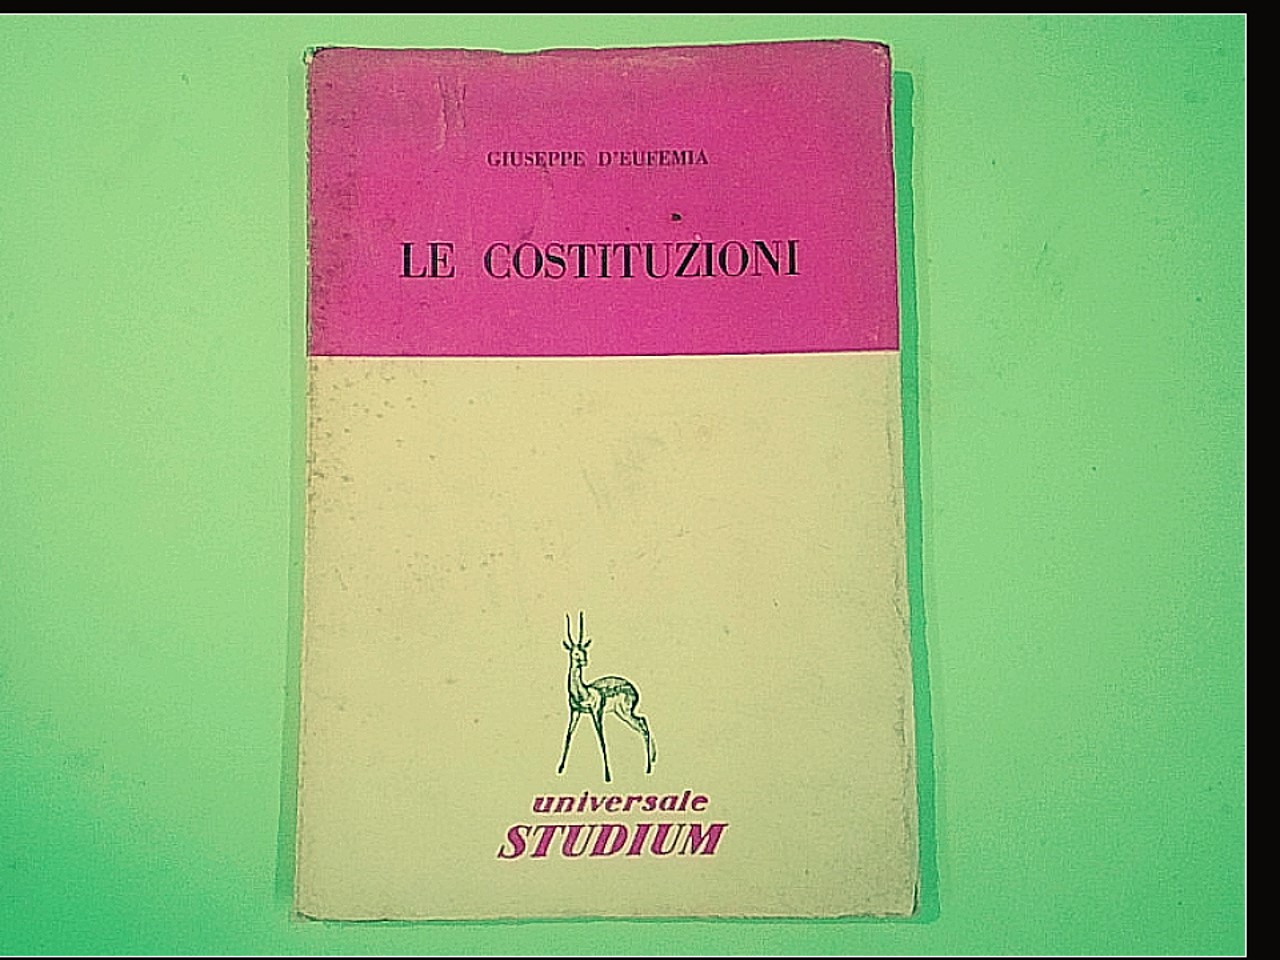 GIUSEPPE D'EUFEMIA
LE COSTITUZIONI
universale
STUDIUM